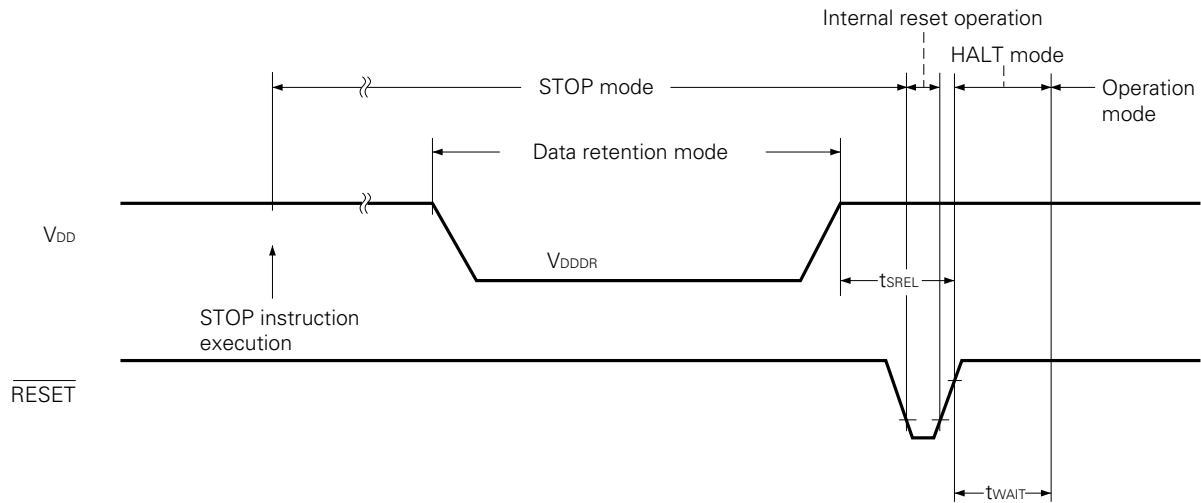 Internal reset operation
HALT mode
STOP mode
Operation
mode
Data retention mode
VDD
VDDDR
tSREL
STOP instruction
execution
RESET
tWAIT